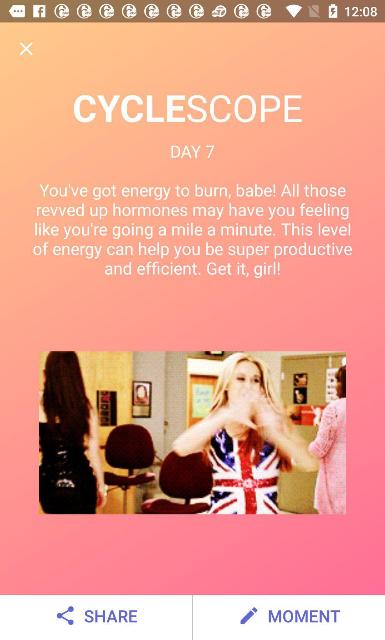 12:08
CYCLESCOPE
DAY 7
You've got energy to burn, babe! All those
revved up hormones may have you feeling
like you're going a mile a minute. This level
of energy can help you be super productive
and efficient. Get it, girl!
SHARE
MOMENT